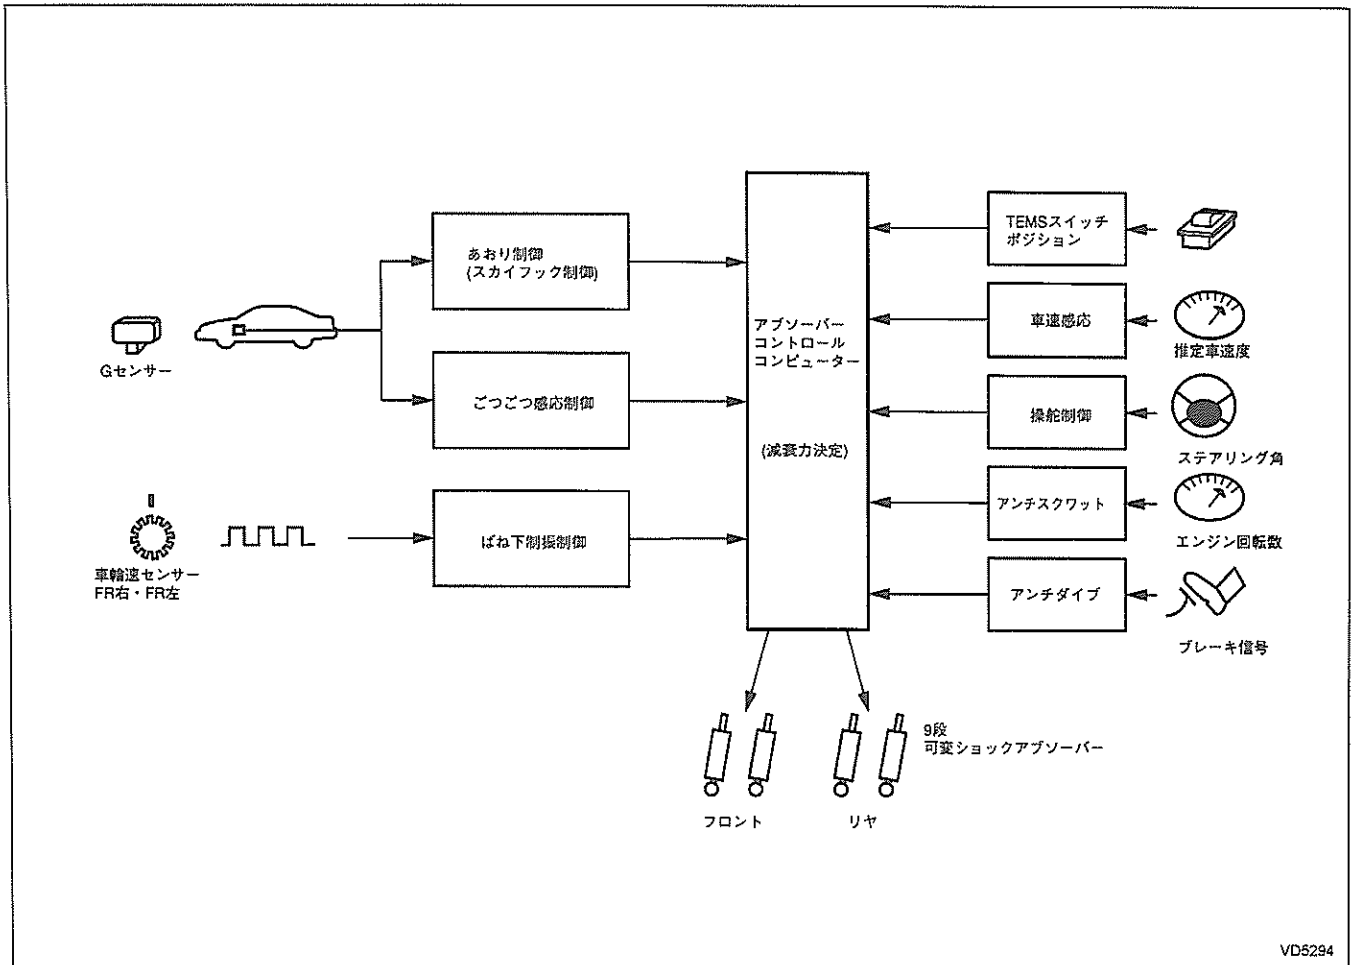 Gセンサー
車輪速センサー
FR右・FR左
あおり制御
(スカイフック制御)
ごつごつ感応制御
ばね下制振制御
アブソーバー
コントロール
コンピューター
(減衰力決定)
TEMSスイッチ
ポジション
車速感応
推定車速度
操舵制御
ステアリング角
アンチスクワット
エンジン回転数
アンチダイブ
ブレーキ信号
9段
可変ショックアブソーバー
フロント
リヤ
VD5294